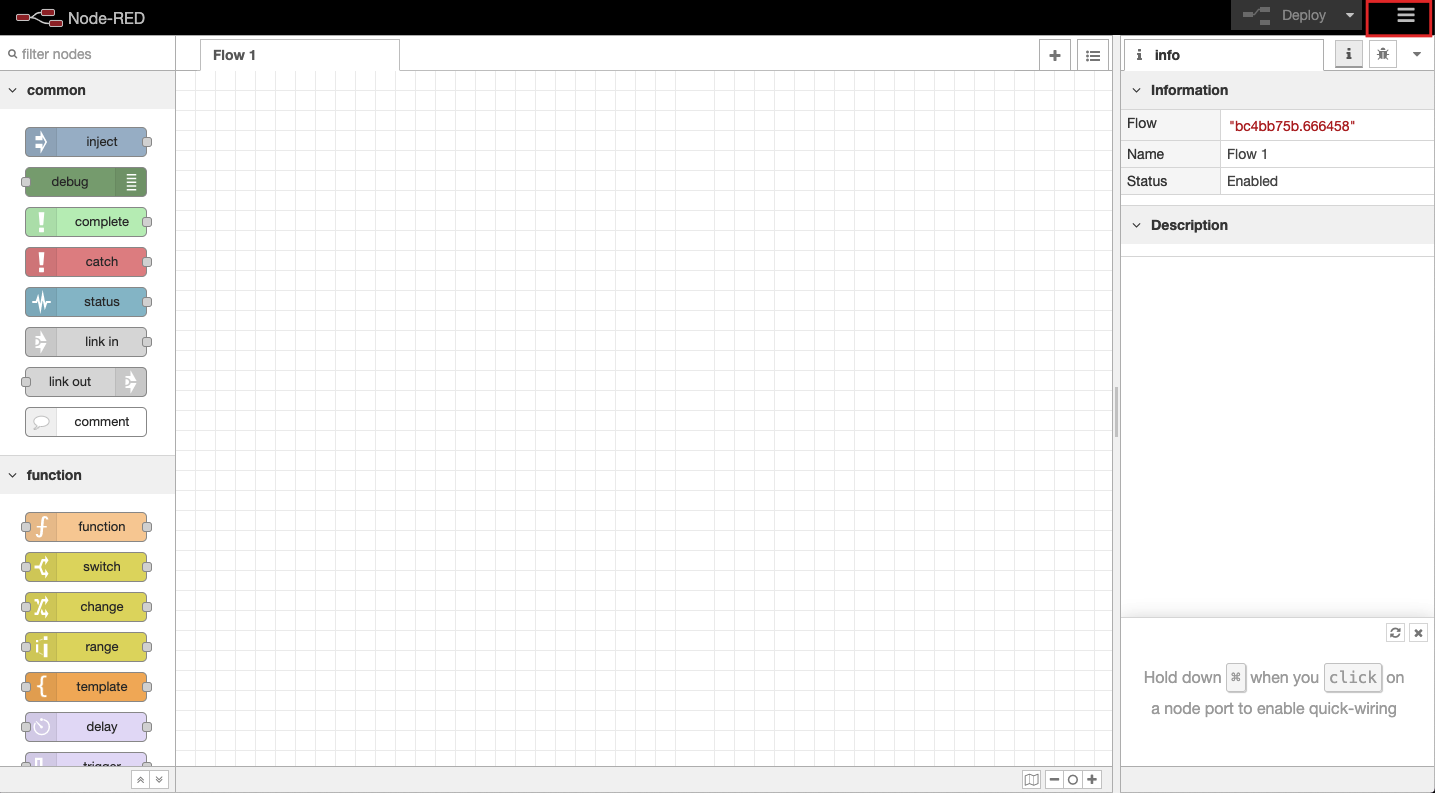 Node-RED
Deploy
filter nodes
Flow 1
info
common
inject
debug
complete
catch
status
link in
link out
comment
function
function
switch
change
range
template
delay
trigger
Information
Flow "bc4bb75b.666458"
Name Flow 1
Status Enabled
Description
Hold down ⌘ when you click on
a node port to enable quick-wiring